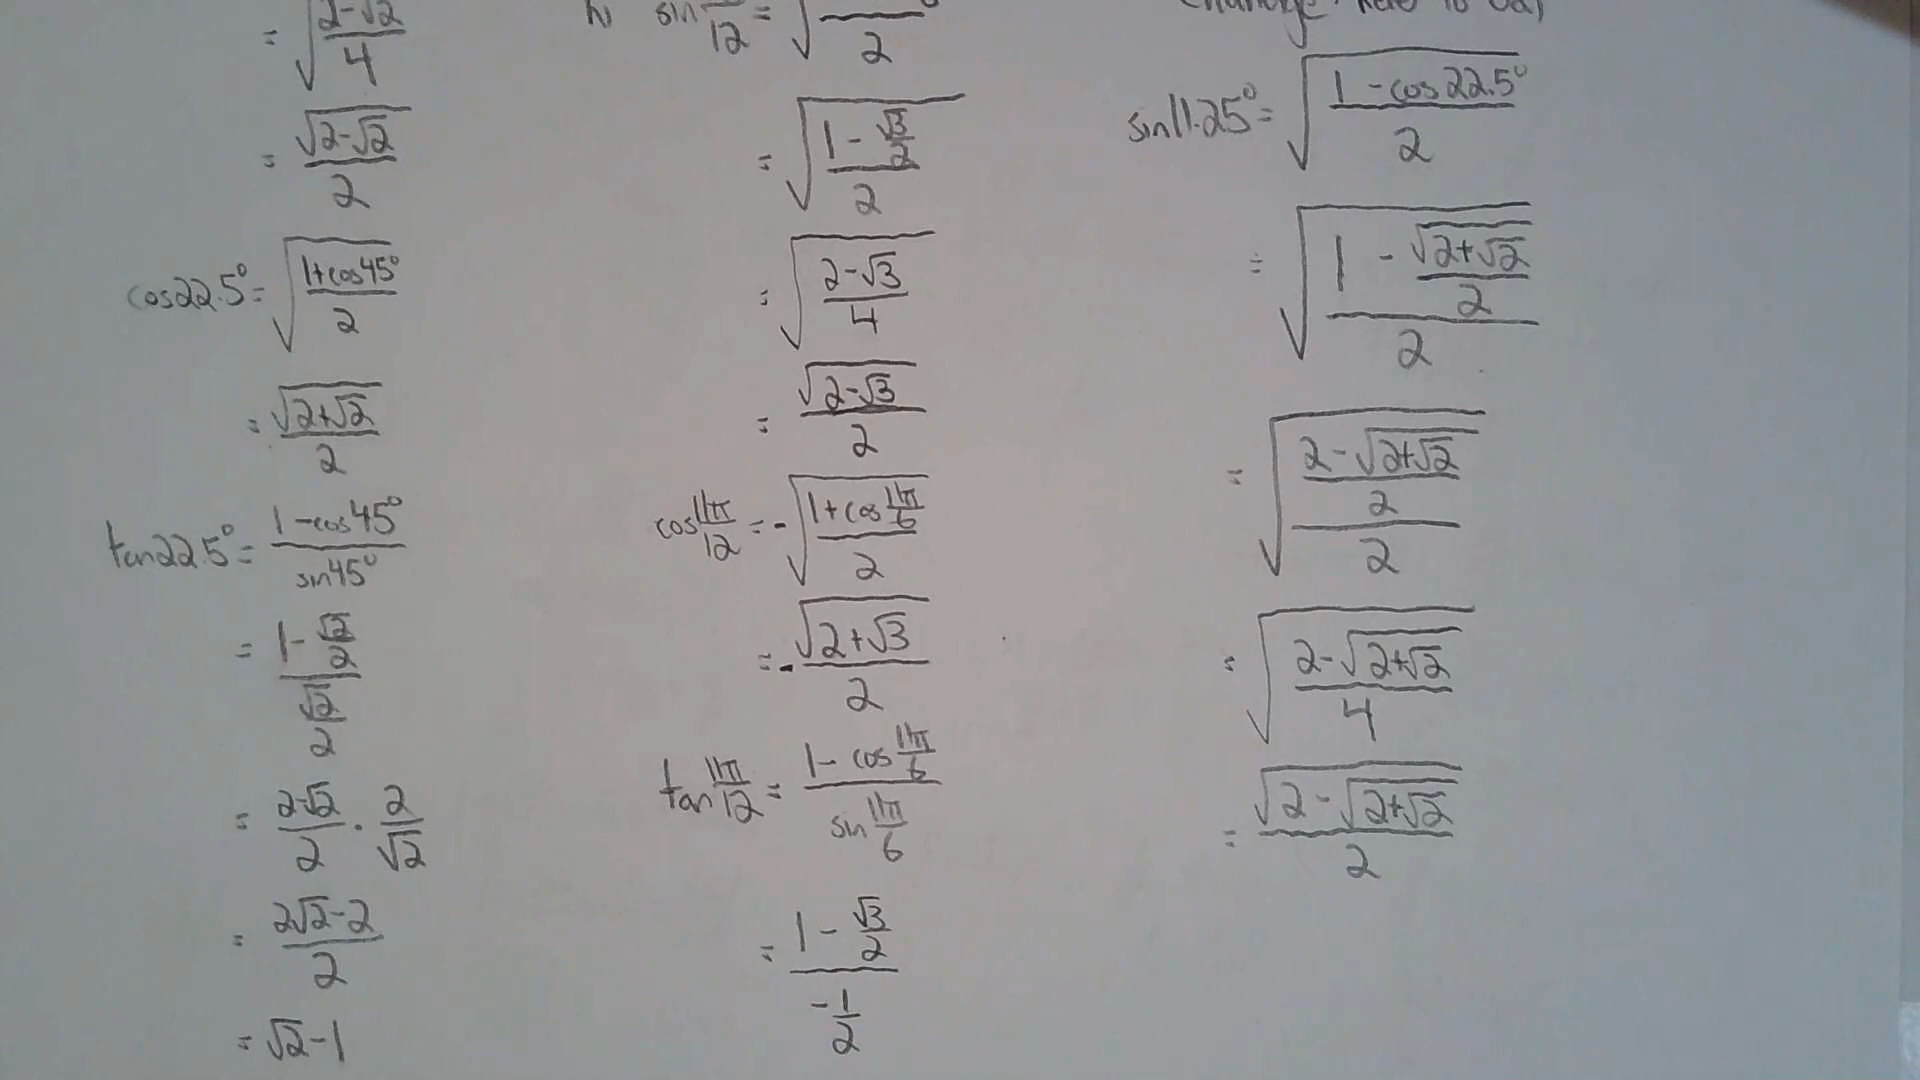 = √((2-√2)/4)
= √(2-√2)/2
cos22.5° = √((1+cos45°)/2)
= √(2+√2)/2
tan22.5° = (1-cos45°)/sin45°
= (1-√2/2)/(√2/2)
= (2-√2)/2 · 2/√2
= (2√2-2)/2
= √2-1
= √((1-√3/2)/2)
= √((2-√3)/4)
= √(2-√3)/2
cos 11π/12 = -√((1+cos 11π/6)/2)
= -√(2+√3)/2
tan 11π/12 = (1-cos 11π/6)/(sin 11π/6)
= (1-√3/2)/(-1/2)
sin11.25° = √((1-cos22.5°)/2)
= √((1-√(2+√2)/2)/2)
= √(((2-√(2+√2))/2)/2)
= √((2-√(2+√2))/4)
= √(2-√(2+√2))/2